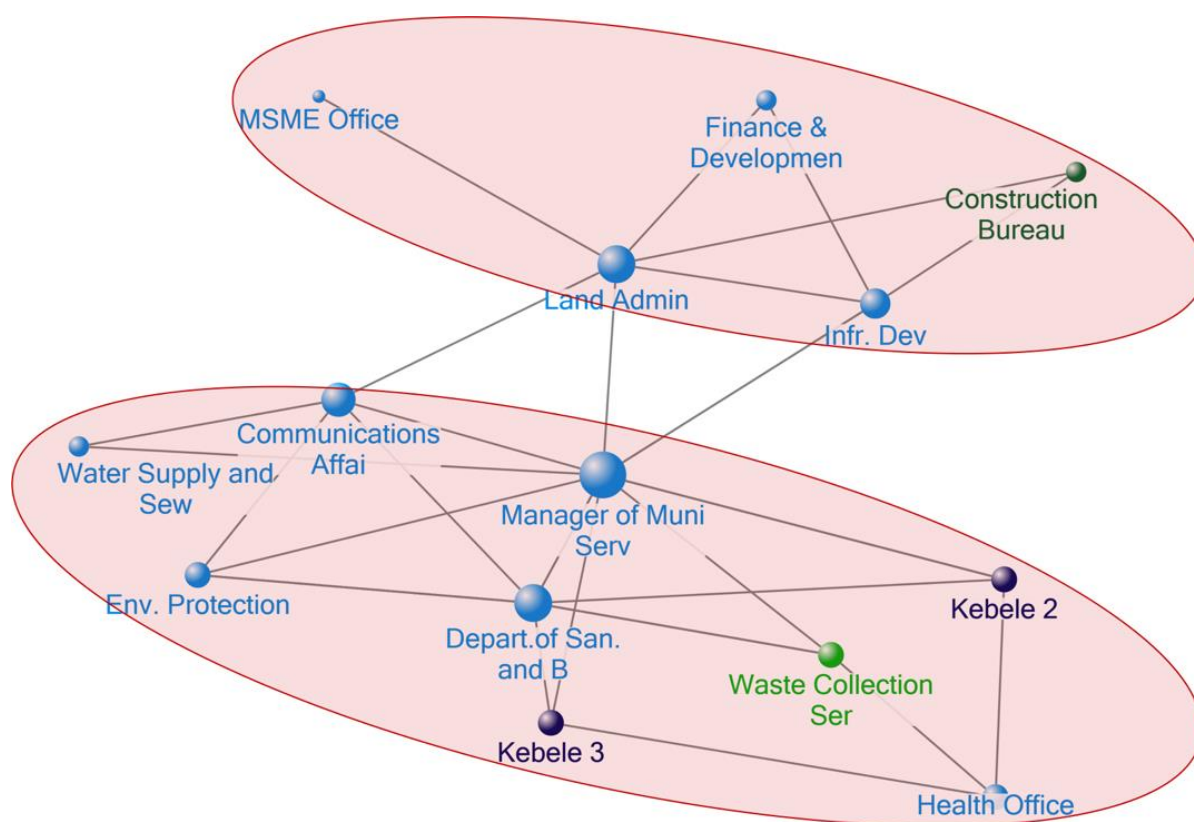 MSME Office
Finance &
Developmen
Construction
Bureau
Land Admin
Infr. Dev
Communications
Affai
Water Supply and
Sew
Manager of Muni
Serv
Env. Protection
Depart.of San.
and B
Kebele 2
Waste Collection
Ser
Kebele 3
Health Office